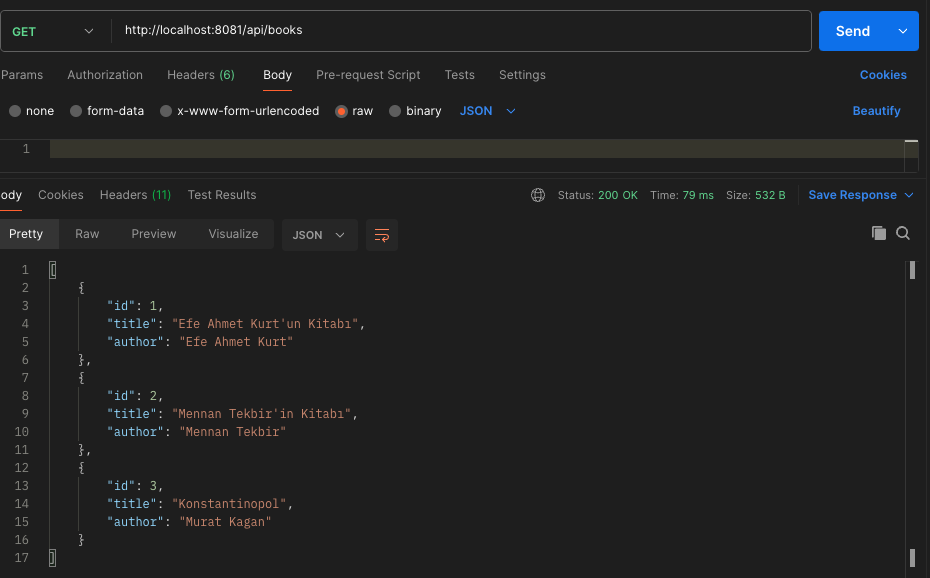 GET http://localhost:8081/api/books Send
Params Authorization Headers (6) Body Pre-request Script Tests Settings Cookies
none form-data x-www-form-urlencoded raw binary JSON Beautify
1
ody Cookies Headers (11) Test Results Status: 200 OK Time: 79 ms Size: 532 B Save Response
Pretty Raw Preview Visualize JSON
1 [
2 {
3 "id": 1,
4 "title": "Efe Ahmet Kurt'un Kitabı",
5 "author": "Efe Ahmet Kurt"
6 },
7 {
8 "id": 2,
9 "title": "Mennan Tekbir'in Kitabı",
10 "author": "Mennan Tekbir"
11 },
12 {
13 "id": 3,
14 "title": "Konstantinopol",
15 "author": "Murat Kagan"
16 }
17 ]